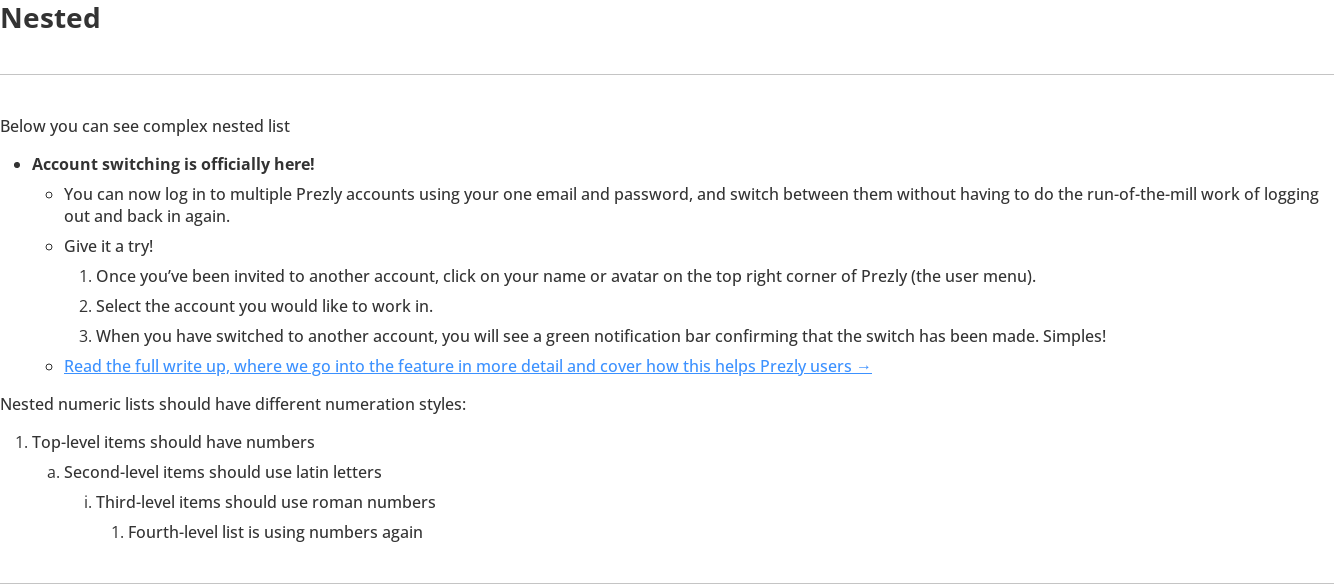 Nested
Below you can see complex nested list
• Account switching is officially here!
◦ You can now log in to multiple Prezly accounts using your one email and password, and switch between them without having to do the run-of-the-mill work of logging
out and back in again.
◦ Give it a try!
1. Once you’ve been invited to another account, click on your name or avatar on the top right corner of Prezly (the user menu).
2. Select the account you would like to work in.
3. When you have switched to another account, you will see a green notification bar confirming that the switch has been made. Simples!
◦ Read the full write up, where we go into the feature in more detail and cover how this helps Prezly users →
Nested numeric lists should have different numeration styles:
1. Top-level items should have numbers
a. Second-level items should use latin letters
i. Third-level items should use roman numbers
1. Fourth-level list is using numbers again